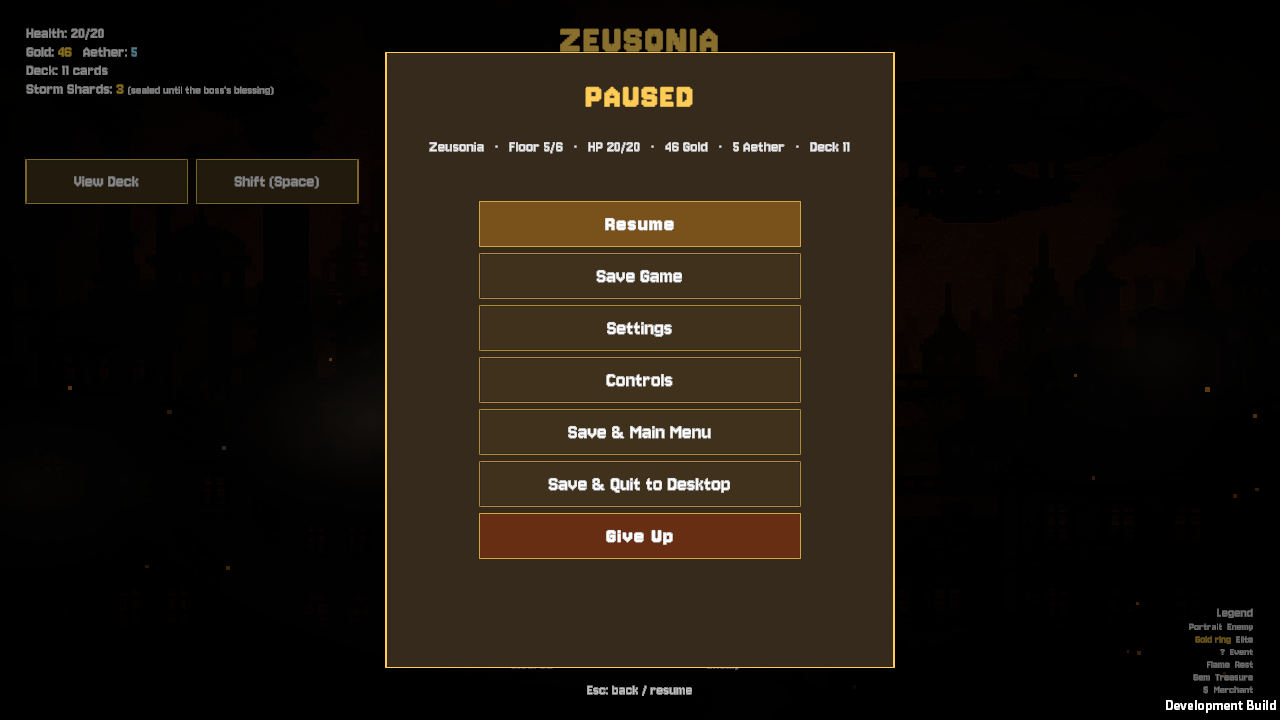 Health: 20/20
Gold: 46 Aether: 5
Deck: 11 cards
Storm Shards: 3 (sealed until the boss's blessing)
View Deck
Shift (Space)
ZEUSONIA
PAUSED
Zeusonia · Floor 5/6 · HP 20/20 · 46 Gold · 5 Aether · Deck 11
Resume
Save Game
Settings
Controls
Save & Main Menu
Save & Quit to Desktop
Give Up
Esc: back / resume
Legend
Portrait Enemy
Gold ring Elite
? Event
Flame Rest
Gem Treasure
$ Merchant
Development Build